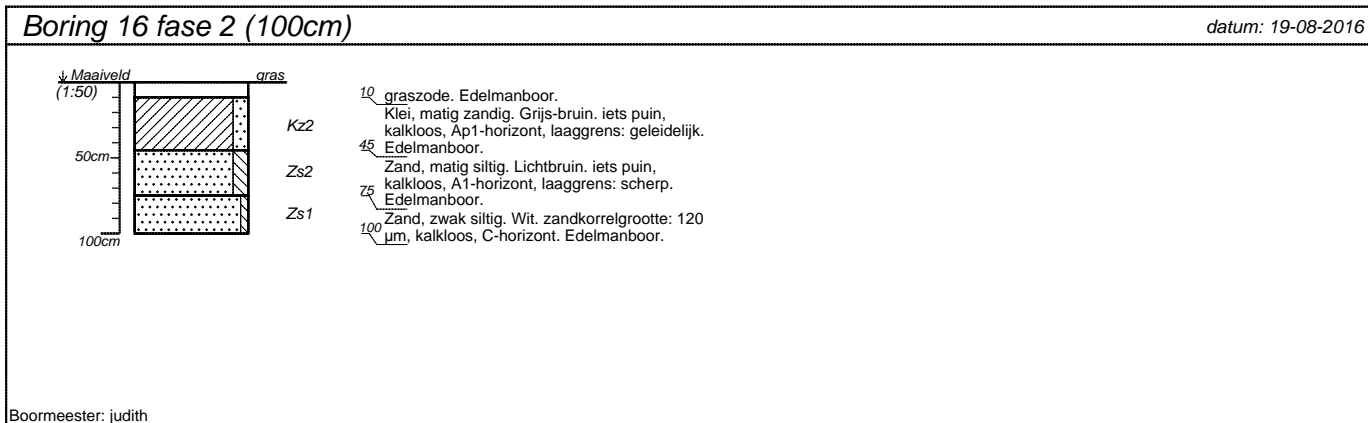 Boring 16 fase 2 (100cm)
datum: 19-08-2016
Maaiveld
gras
(1:50)
10 graszode. Edelmanboor.
Klei, matig zandig. Grijs-bruin. iets puin,
Kz2
kalkloos, Ap1-horizont, laaggrens: geleidelijk.
45 Edelmanboor.
50cm
Zand, matig siltig. Lichtbruin. iets puin,
Zs2
kalkloos, A1-horizont, laaggrens: scherp.
75 Edelmanboor.
Zs1
Zand, zwak siltig. Wit. zandkorrelgrootte: 120
100 µm, kalkloos, C-horizont. Edelmanboor.
100cm
Boormeester: judith